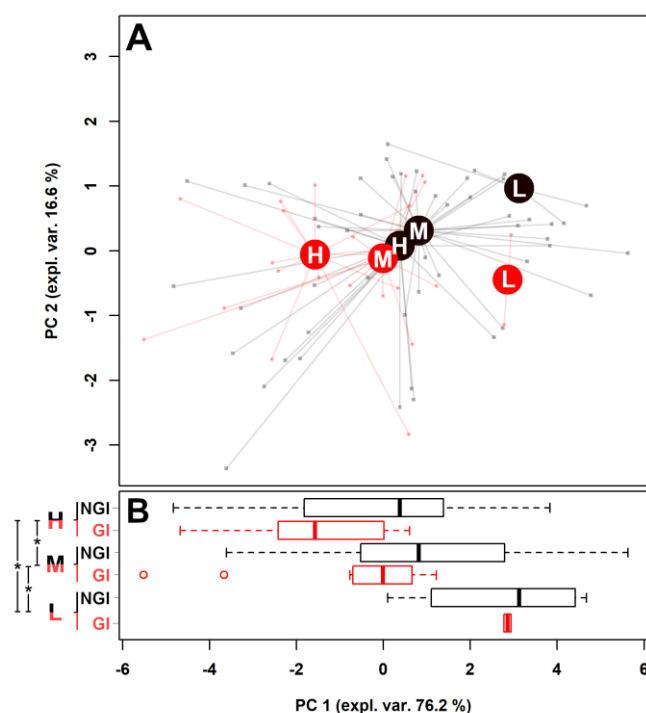 A
3
2
1
0
-1
-2
-3
PC 2 (expl. var. 16.6 %)
L
M
H
H
M
L
B
H NGI
GI
M NGI
GI
L NGI
GI
*
*
*
-6 -4 -2 0 2 4 6
PC 1 (expl. var. 76.2 %)